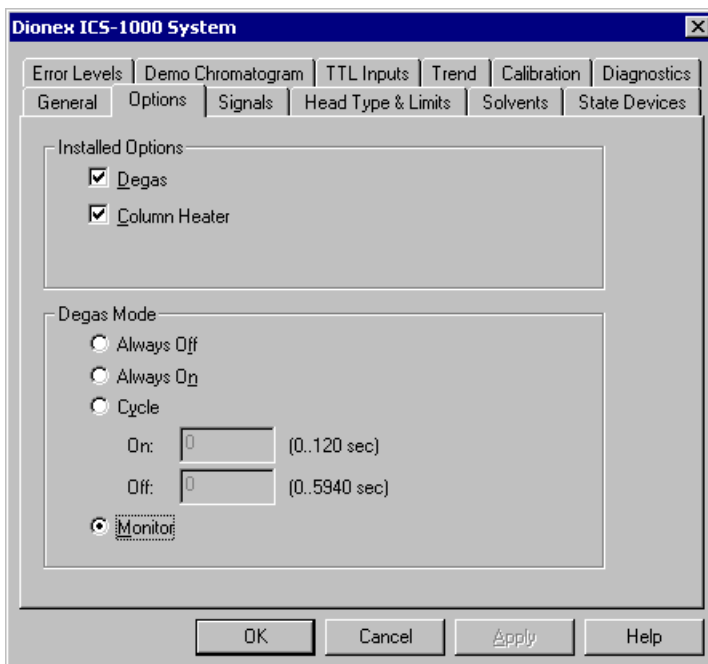 Dionex ICS-1000 System
Error Levels Demo Chromatogram TTL Inputs Trend Calibration Diagnostics
General Options Signals Head Type & Limits Solvents State Devices
Installed Options
Degas
Column Heater
Degas Mode
Always Off
Always On
Cycle
On: 0 (0..120 sec)
Off: 0 (0..5940 sec)
Monitor
OK Cancel Apply Help